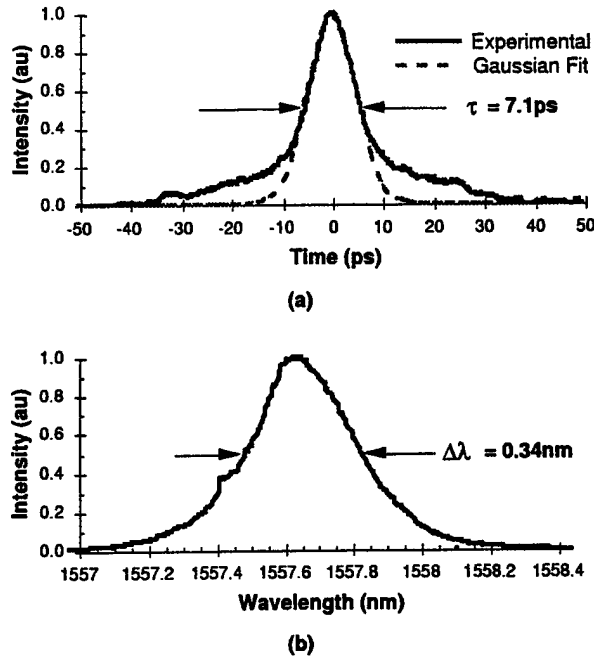 Intensity (au)
1.0
0.8
0.6
0.4
0.2
0.0
Experimental
Gaussian Fit
τ = 7.1ps
-50 -40 -30 -20 -10 0 10 20 30 40 50
Time (ps)
(a)
Intensity (au)
1.0
0.8
0.6
0.4
0.2
0.0
Δλ = 0.34nm
1557 1557.2 1557.4 1557.6 1557.8 1558 1558.2 1558.4
Wavelength (nm)
(b)